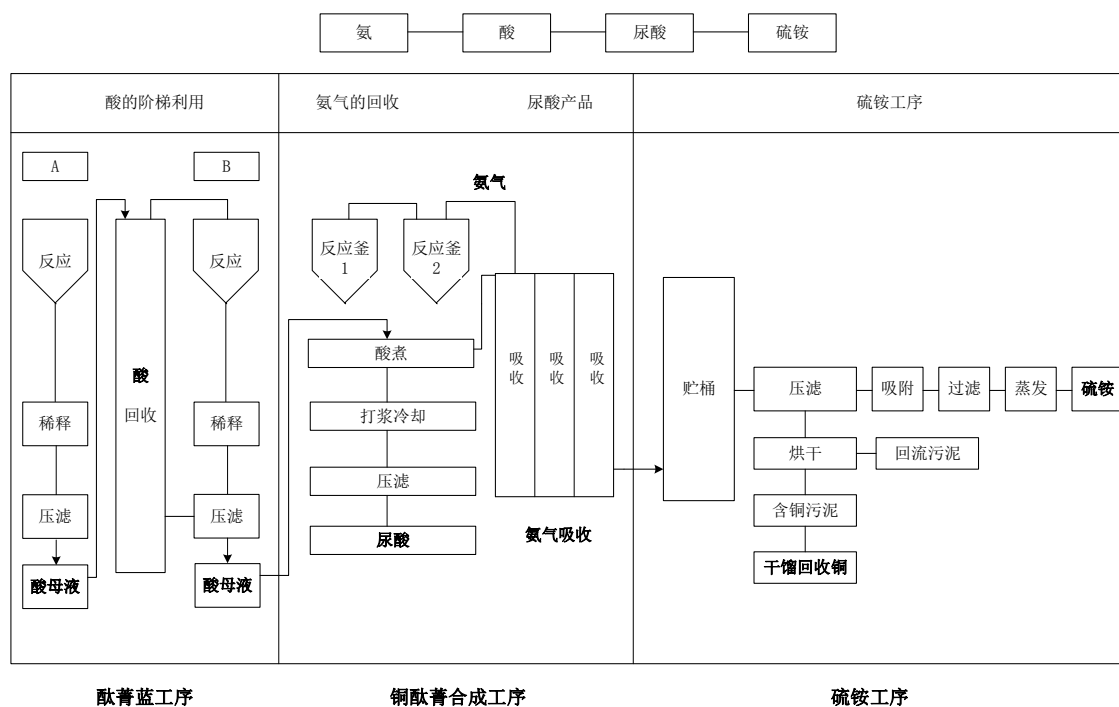 氨
酸
尿酸
硫铵
酸的阶梯利用
氨气的回收
尿酸产品
硫铵工序
A
B
反应
稀释
压滤
酸母液
酸
回收
反应
稀释
压滤
酸母液
氨气
反应釜
1
反应釜
2
酸煮
打浆冷却
压滤
尿酸
吸
收
吸
收
吸
收
氨气吸收
贮桶
压滤
吸附
过滤
蒸发
硫铵
烘干
回流污泥
含铜污泥
干馏回收铜
酞菁蓝工序
铜酞菁合成工序
硫铵工序